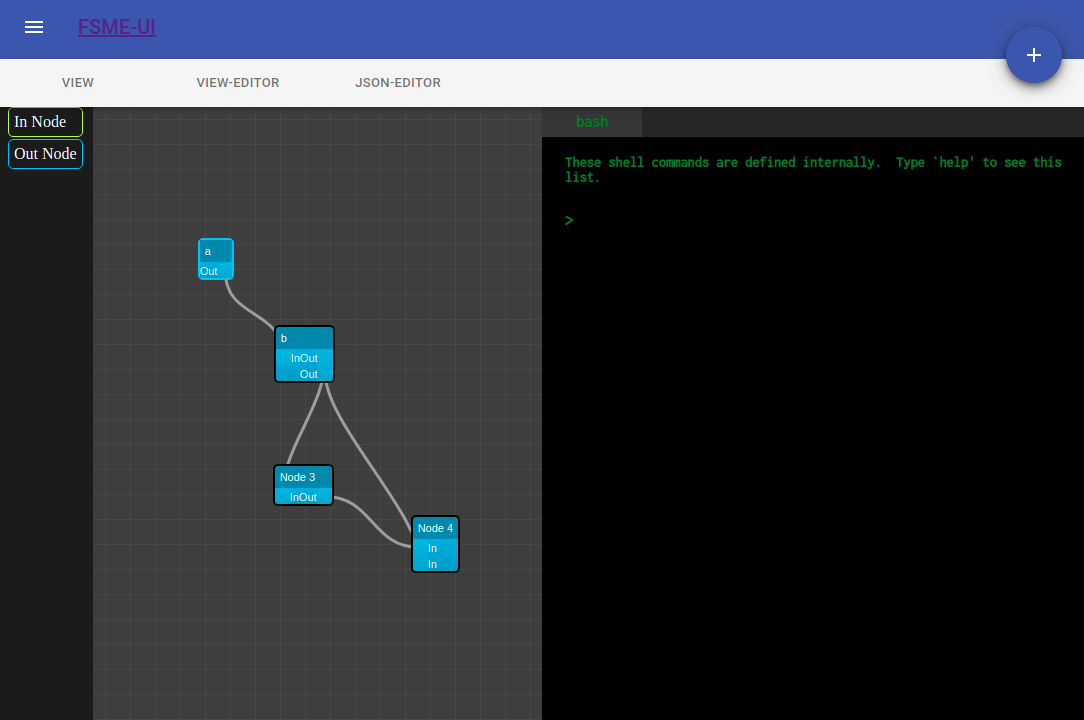 FSME-UI
VIEW
VIEW-EDITOR
JSON-EDITOR
In Node
Out Node
a
Out
b
InOut
Out
Node 3
InOut
Node 4
In
In
bash
These shell commands are defined internally.  Type `help' to see this
list.
>